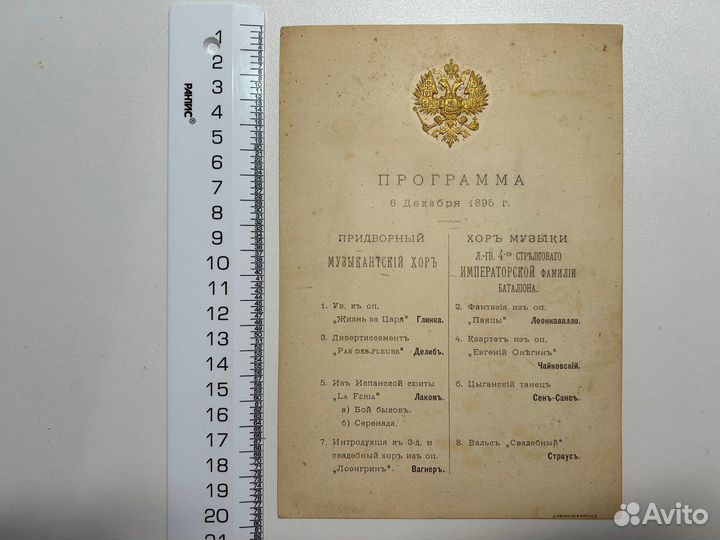 РАНТИС®
1
2
3
4
5
6
7
8
9
10
11
12
13
14
15
16
17
18
19
20
21
ПРОГРАММА
6 Декабря 1895 г.
ПРИДВОРНЫЙ
МУЗЫКАНТСКІЙ ХОРЪ
1. Ув. къ оп.
„Жизнь за Царя" Глинка.
3. Дивертиссементъ
„Pas des fleurs" Делибъ.
5. Изъ Испанской сюиты
„La Feria" Лакомъ.
а) Бой быковъ.
б) Серенада.
7. Интродукція къ 3-д. и
свадебный хоръ изъ оп.
„Лоэнгринъ". Вагнеръ.
ХОРЪ МУЗЫКИ
Л.-ГВ. 4-го СТРѢЛКОВАГО
ИМПЕРАТОРСКОЙ ФАМИЛІИ
БАТАЛІОНА.
2. Фантазія изъ оп.
„Паяцы" Леонкавалло.
4. Квартетъ изъ оп.
„Евгеній Онѣгинъ"
Чайковскій.
6. Цыганскій танецъ
Сенъ-Сансъ.
8. Вальсъ „Свадебный"
Страусъ.
Avito